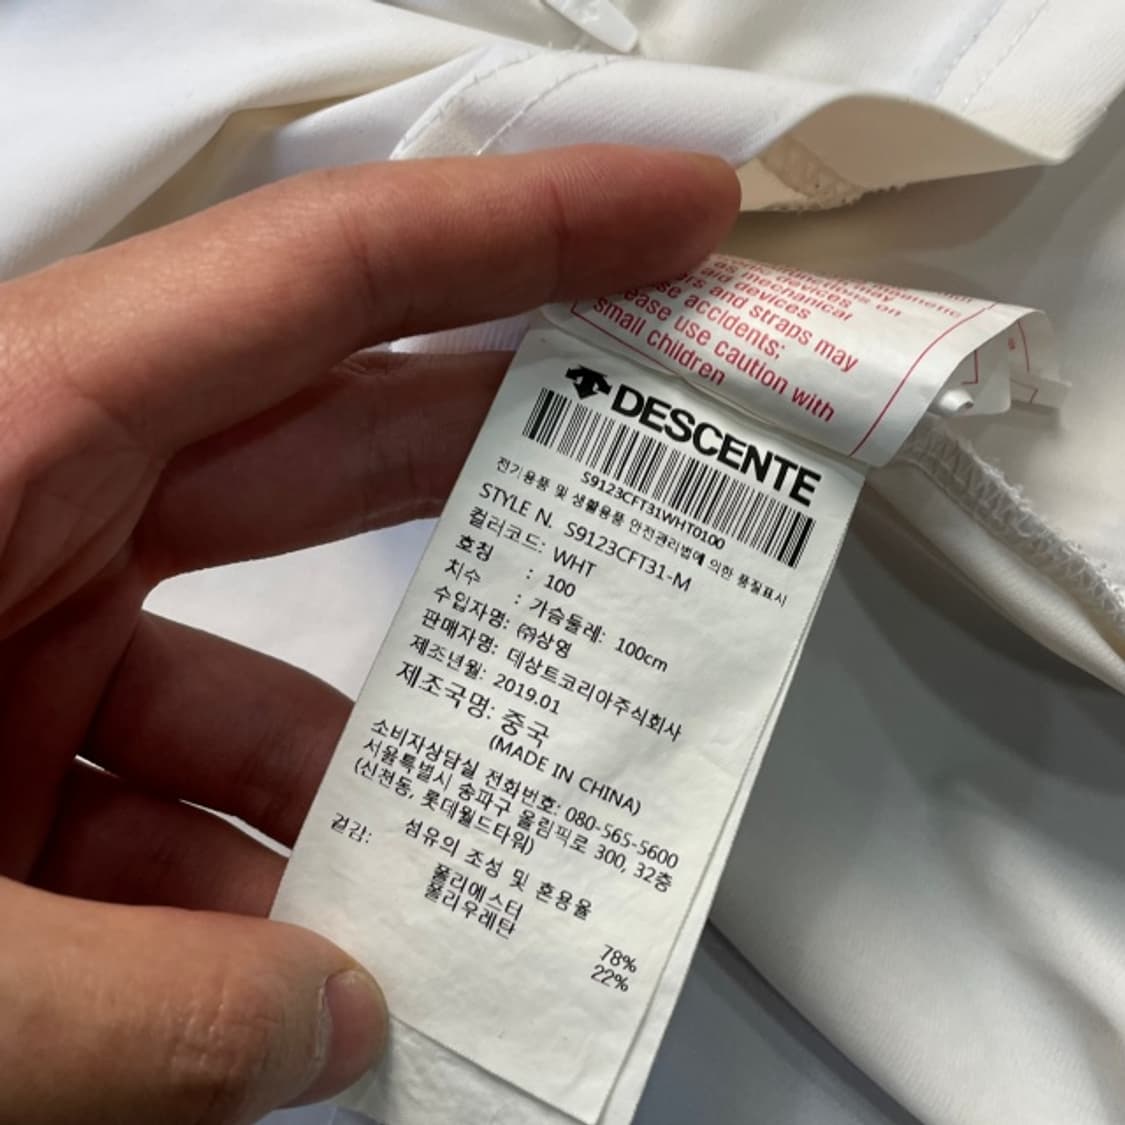 as mechanical
aid devices on
and straps may
accidents;
ease use caution with
small children
DESCENTE
S9123CFT31WHT0100
전기용품 및 생활용품 안전관리법에 의한 품질표시
STYLE N. S9123CFT31-M
컬러코드: WHT
호칭 : 100
치수 : 가슴둘레: 100cm
수입자명: ㈜상영
판매자명: 데상트코리아주식회사
제조년월: 2019.01
제조국명: 중국
(MADE IN CHINA)
소비자상담실 전화번호: 080-565-5600
서울특별시 송파구 올림픽로 300, 32층
(신천동, 롯데월드타워)
섬유의 조성 및 혼용율
겉감:
폴리에스터 78%
폴리우레탄 22%